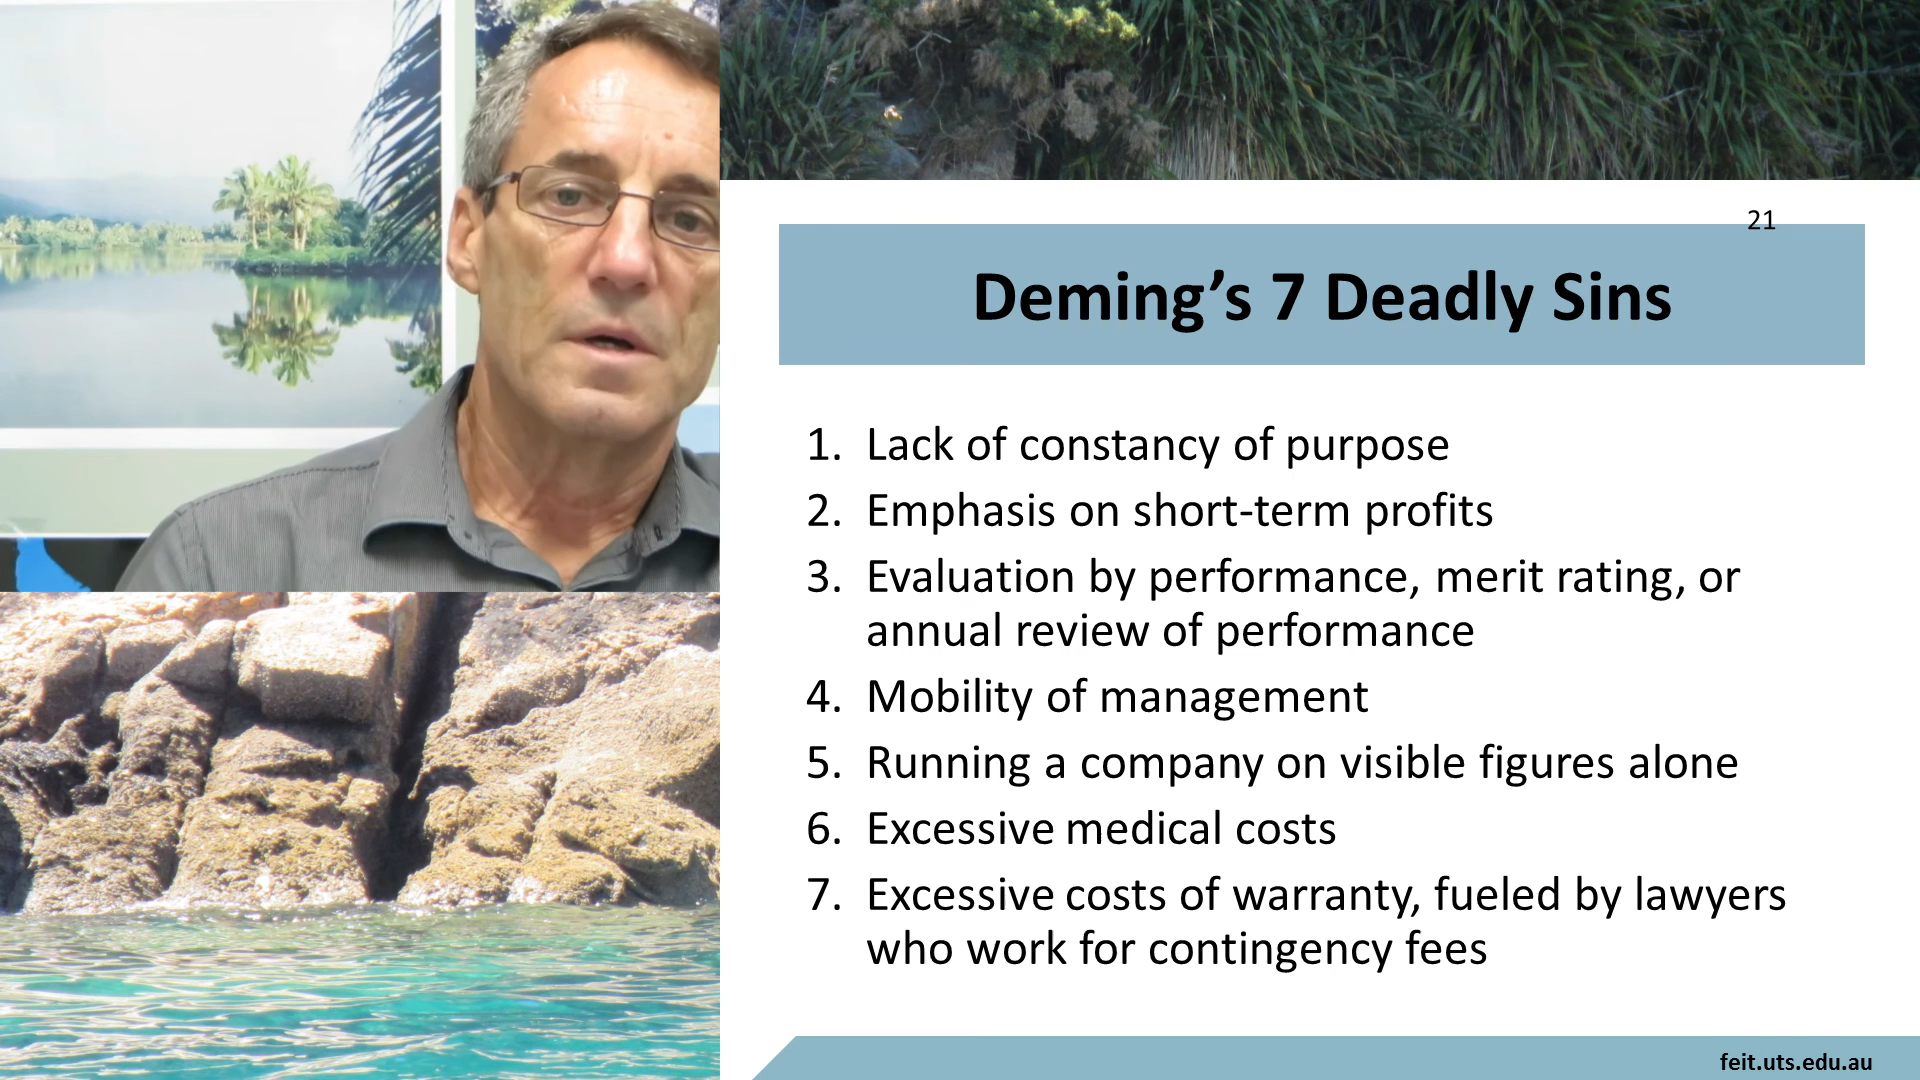 21
Deming’s 7 Deadly Sins
1. Lack of constancy of purpose
2. Emphasis on short-term profits
3. Evaluation by performance, merit rating, or
annual review of performance
4. Mobility of management
5. Running a company on visible figures alone
6. Excessive medical costs
7. Excessive costs of warranty, fueled by lawyers
who work for contingency fees
feit.uts.edu.au